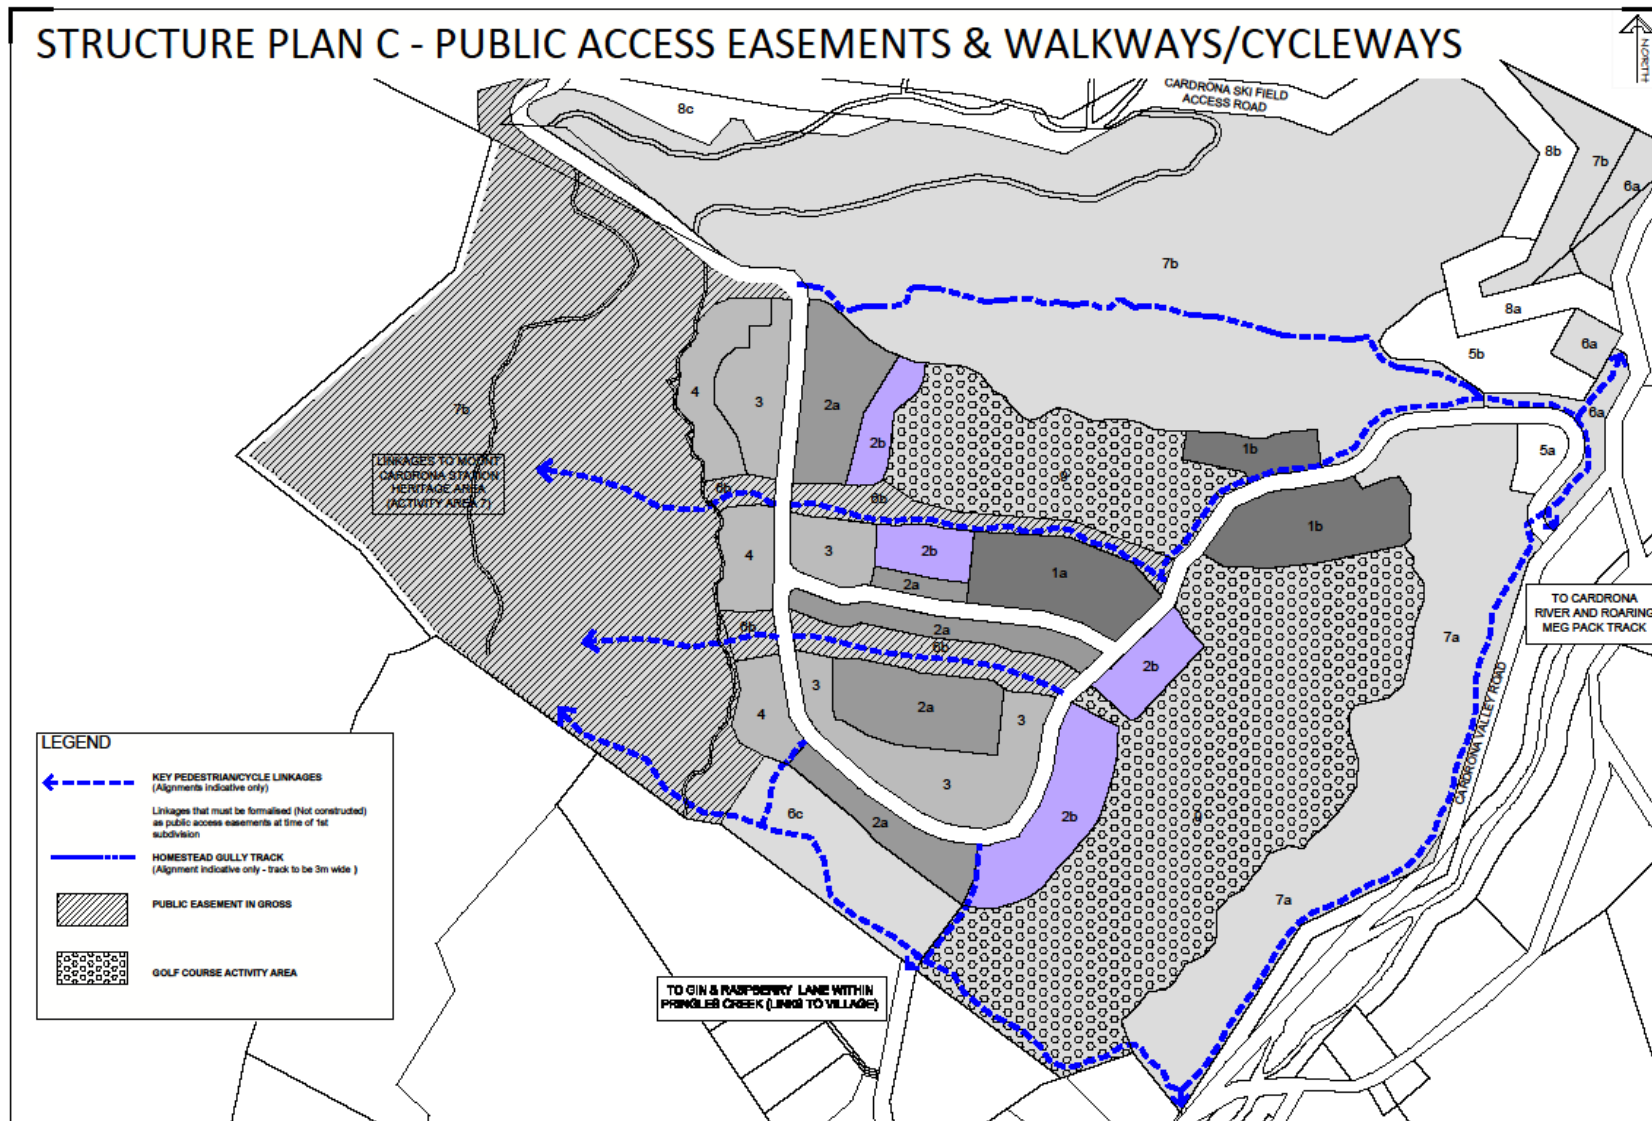 STRUCTURE PLAN C - PUBLIC ACCESS EASEMENTS & WALKWAYS/CYCLEWAYS
NORTH
CARDRONA SKI FIELD
ACCESS ROAD
8c
8b
7b
6a
7b
8a
6a
5b
6a
4
3
2a
2b
7b
1b
5a
LINKAGES TO MOUNT
CARDRONA STATION
HERITAGE AREA
(ACTIVITY AREA 7)
6b
6b
9
1b
4
3
2b
1a
2a
TO CARDRONA
RIVER AND ROARING
MEG PACK TRACK
6b
2a
6b
7a
2b
3
4
2a
3
CARDRONA VALLEY ROAD
3
6c
2a
2b
9
7a
LEGEND
KEY PEDESTRIAN/CYCLE LINKAGES
(Alignments indicative only)
Linkages that must be formalised (Not constructed)
as public access easements at time of 1st
subdivision
HOMESTEAD GULLY TRACK
(Alignment indicative only - track to be 3m wide )
PUBLIC EASEMENT IN GROSS
GOLF COURSE ACTIVITY AREA
TO GIN & RASPBERRY LANE WITHIN
PRINGLES CREEK (LINKS TO VILLAGE)